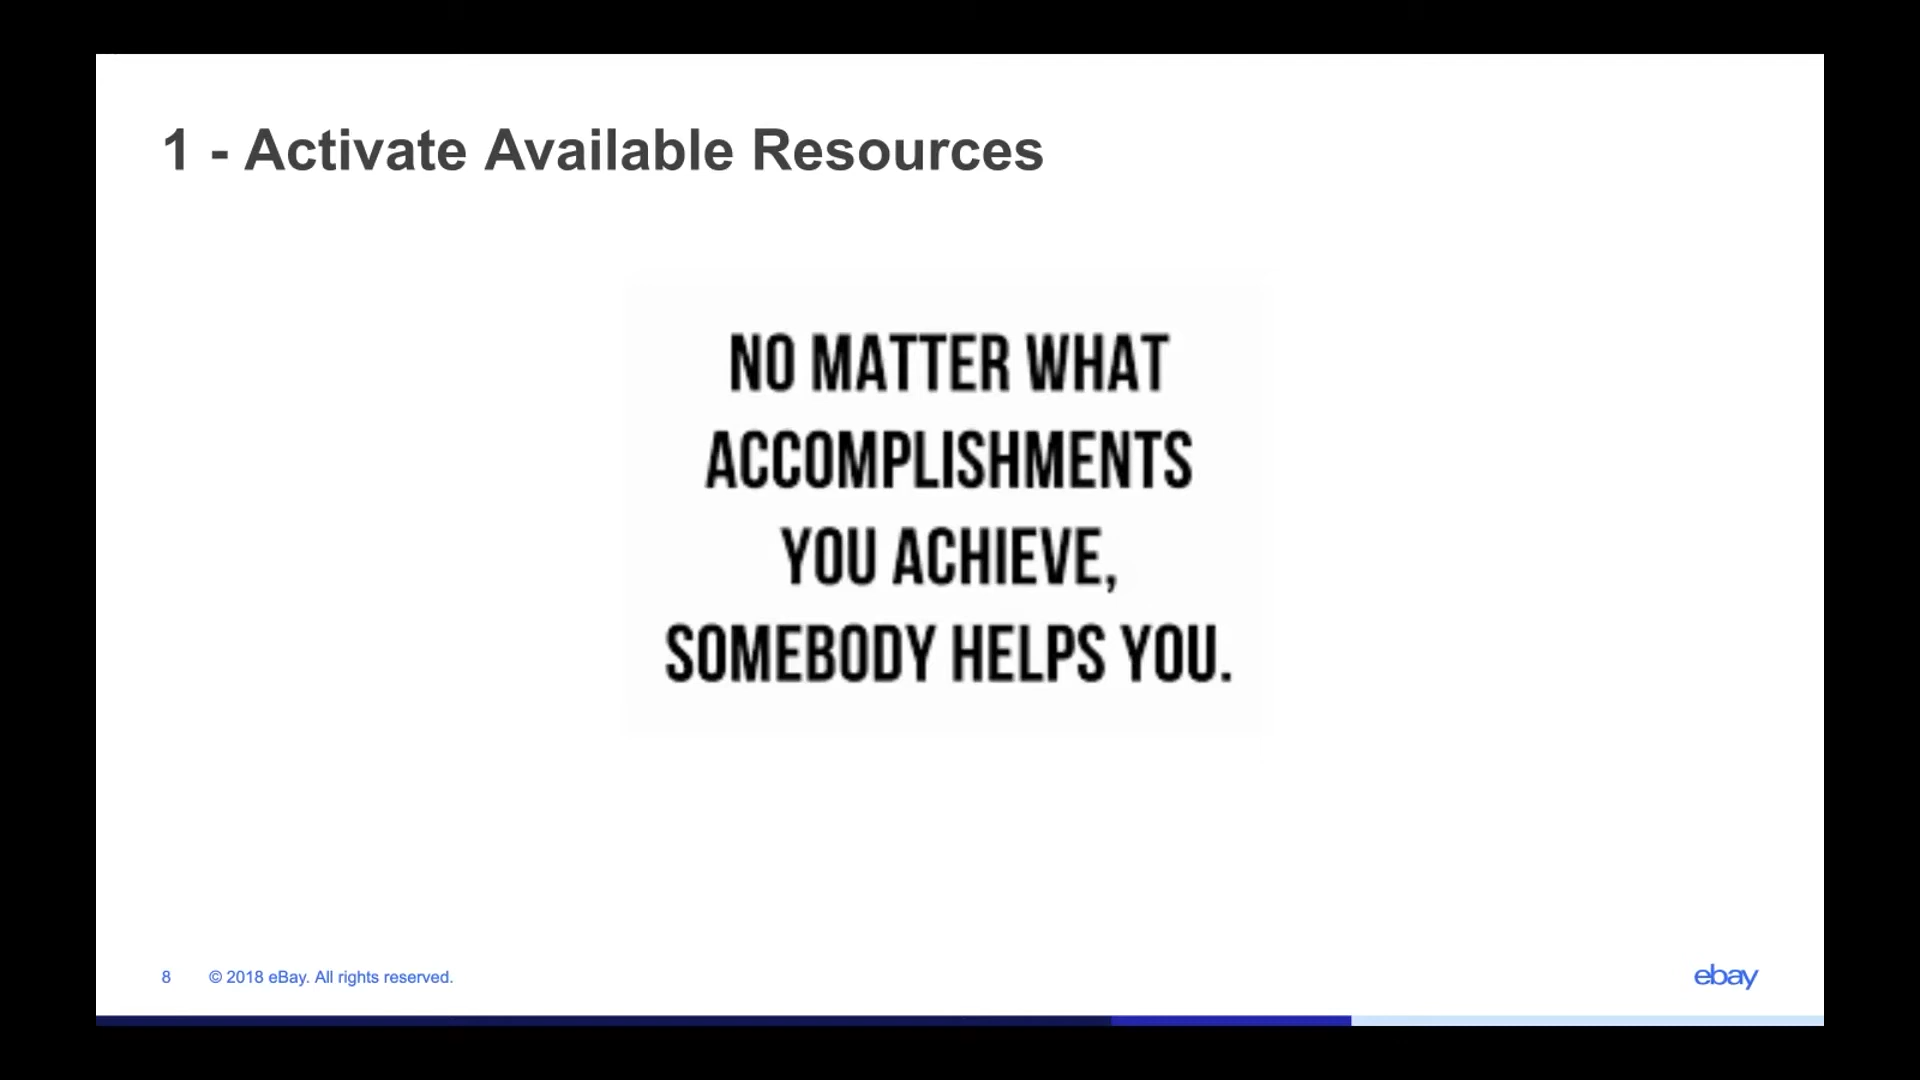 1 - Activate Available Resources
NO MATTER WHAT
ACCOMPLISHMENTS
YOU ACHIEVE,
SOMEBODY HELPS YOU.
8 © 2018 eBay. All rights reserved.
ebay